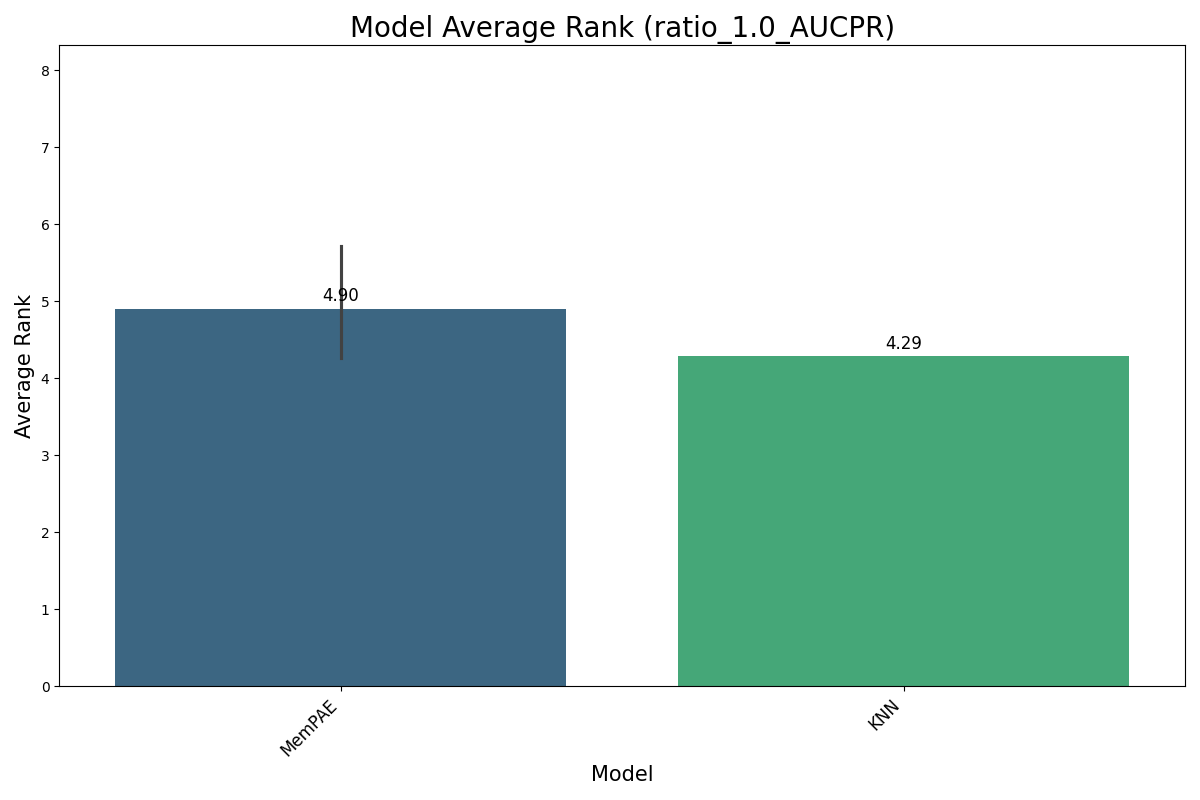 Model Average Rank (ratio_1.0_AUCPR)
8
7
6
5
4
3
2
1
0
Average Rank
4.90
4.29
MemPAE
KNN
Model